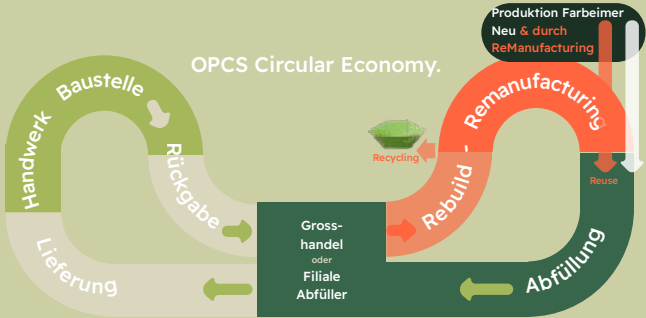 Produktion Farbeimer
Neu & durch
ReManufacturing
OPCS Circular Economy.
Baustelle
Handwerk
Rückgabe
Lieferung
Gross-
handel
oder
Filiale
Abfüller
Recycling
Rebuild - Remanufacturing
Reuse
Abfüllung